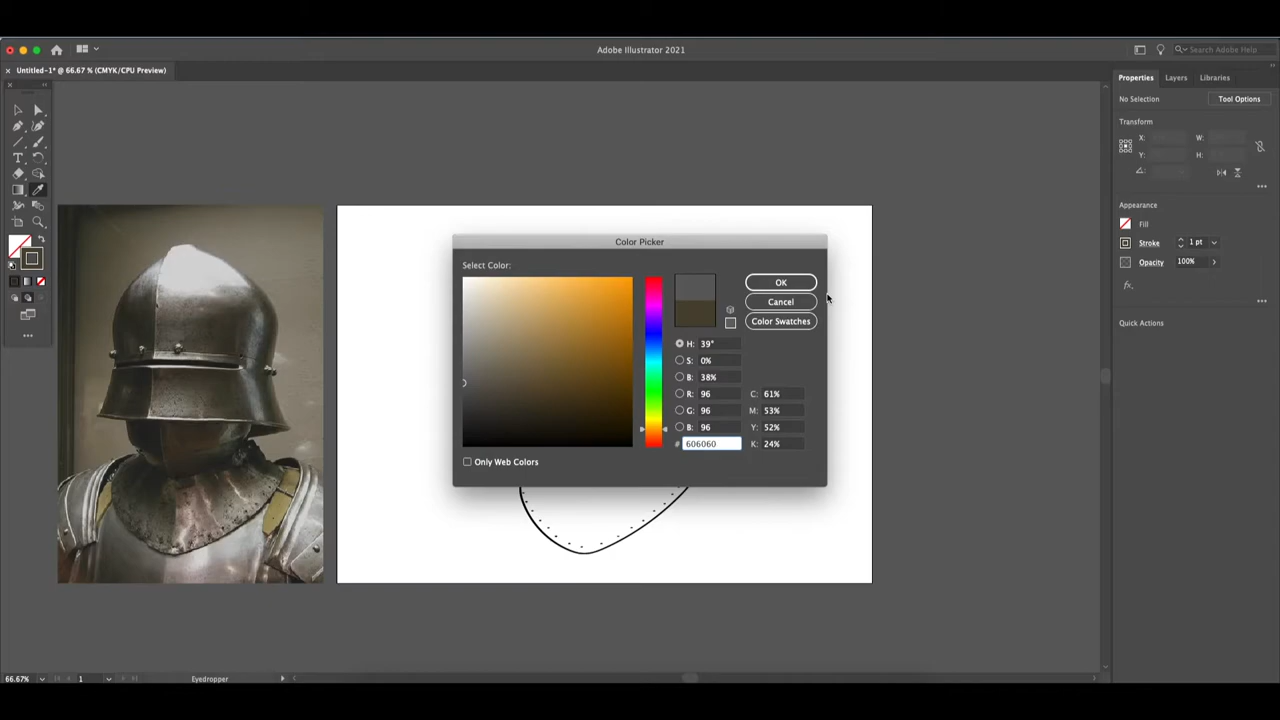 Adobe Illustrator 2021
Search Adobe Help
Untitled-1* @ 66.67 % (CMYK/CPU Preview)
Properties
Layers
Libraries
No Selection
Tool Options
Transform
X:
W:
Y:
H:
Appearance
Fill
Stroke
1 pt
Opacity
100%
fx.
Quick Actions
Color Picker
Select Color:
OK
Cancel
Color Swatches
H: 39°
S: 0%
B: 38%
R: 96
C: 61%
G: 96
M: 53%
B: 96
Y: 52%
# 606060
K: 24%
Only Web Colors
66.67%
1
Eyedropper